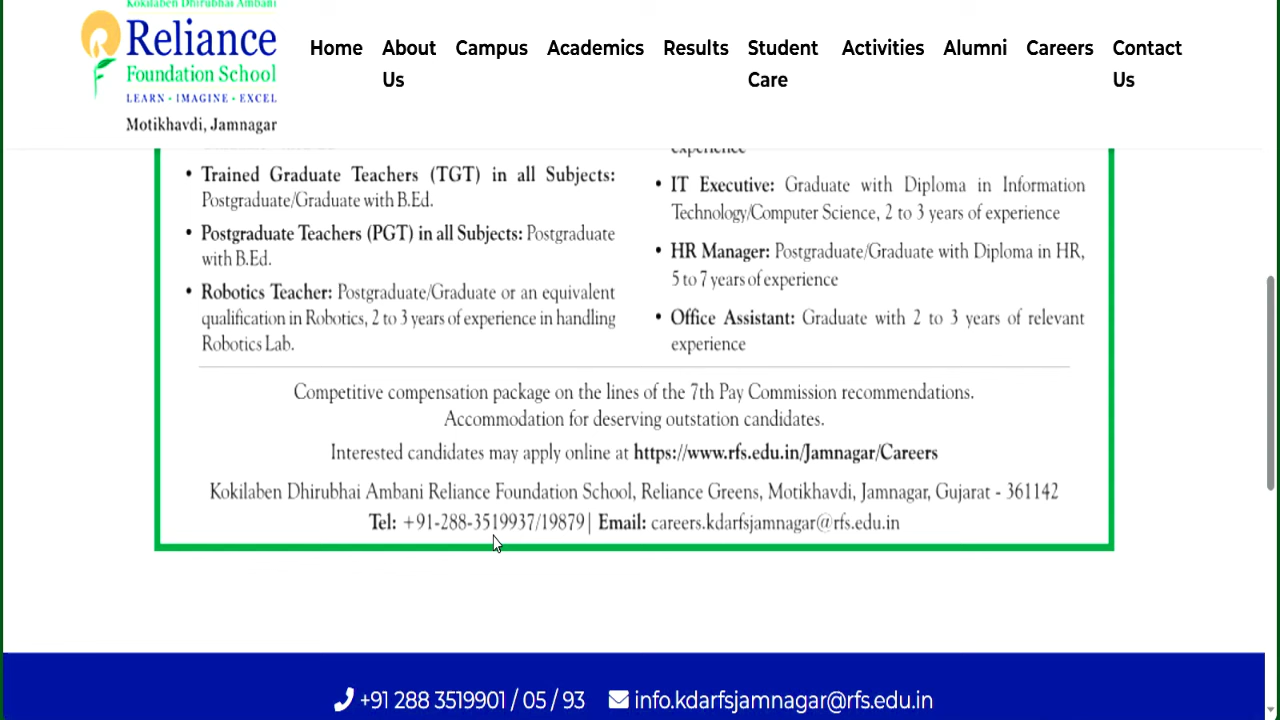 Kokilaben Dhirubhai Ambani
Reliance
Foundation School
LEARN • IMAGINE • EXCEL
Motikhavdi, Jamnagar
Home About Us Campus Academics Results Student Care Activities Alumni Careers Contact Us
• Trained Graduate Teachers (TGT) in all Subjects:
Postgraduate/Graduate with B.Ed.
• Postgraduate Teachers (PGT) in all Subjects: Postgraduate
with B.Ed.
• Robotics Teacher: Postgraduate/Graduate or an equivalent
qualification in Robotics, 2 to 3 years of experience in handling
Robotics Lab.
experience
• IT Executive: Graduate with Diploma in Information
Technology/Computer Science, 2 to 3 years of experience
• HR Manager: Postgraduate/Graduate with Diploma in HR,
5 to 7 years of experience
• Office Assistant: Graduate with 2 to 3 years of relevant
experience
Competitive compensation package on the lines of the 7th Pay Commission recommendations.
Accommodation for deserving outstation candidates.
Interested candidates may apply online at https://www.rfs.edu.in/Jamnagar/Careers
Kokilaben Dhirubhai Ambani Reliance Foundation School, Reliance Greens, Motikhavdi, Jamnagar, Gujarat - 361142
Tel: +91-288-3519937/19879| Email: careers.kdarfsjamnagar@rfs.edu.in
+91 288 3519901 / 05 / 93 info.kdarfsjamnagar@rfs.edu.in